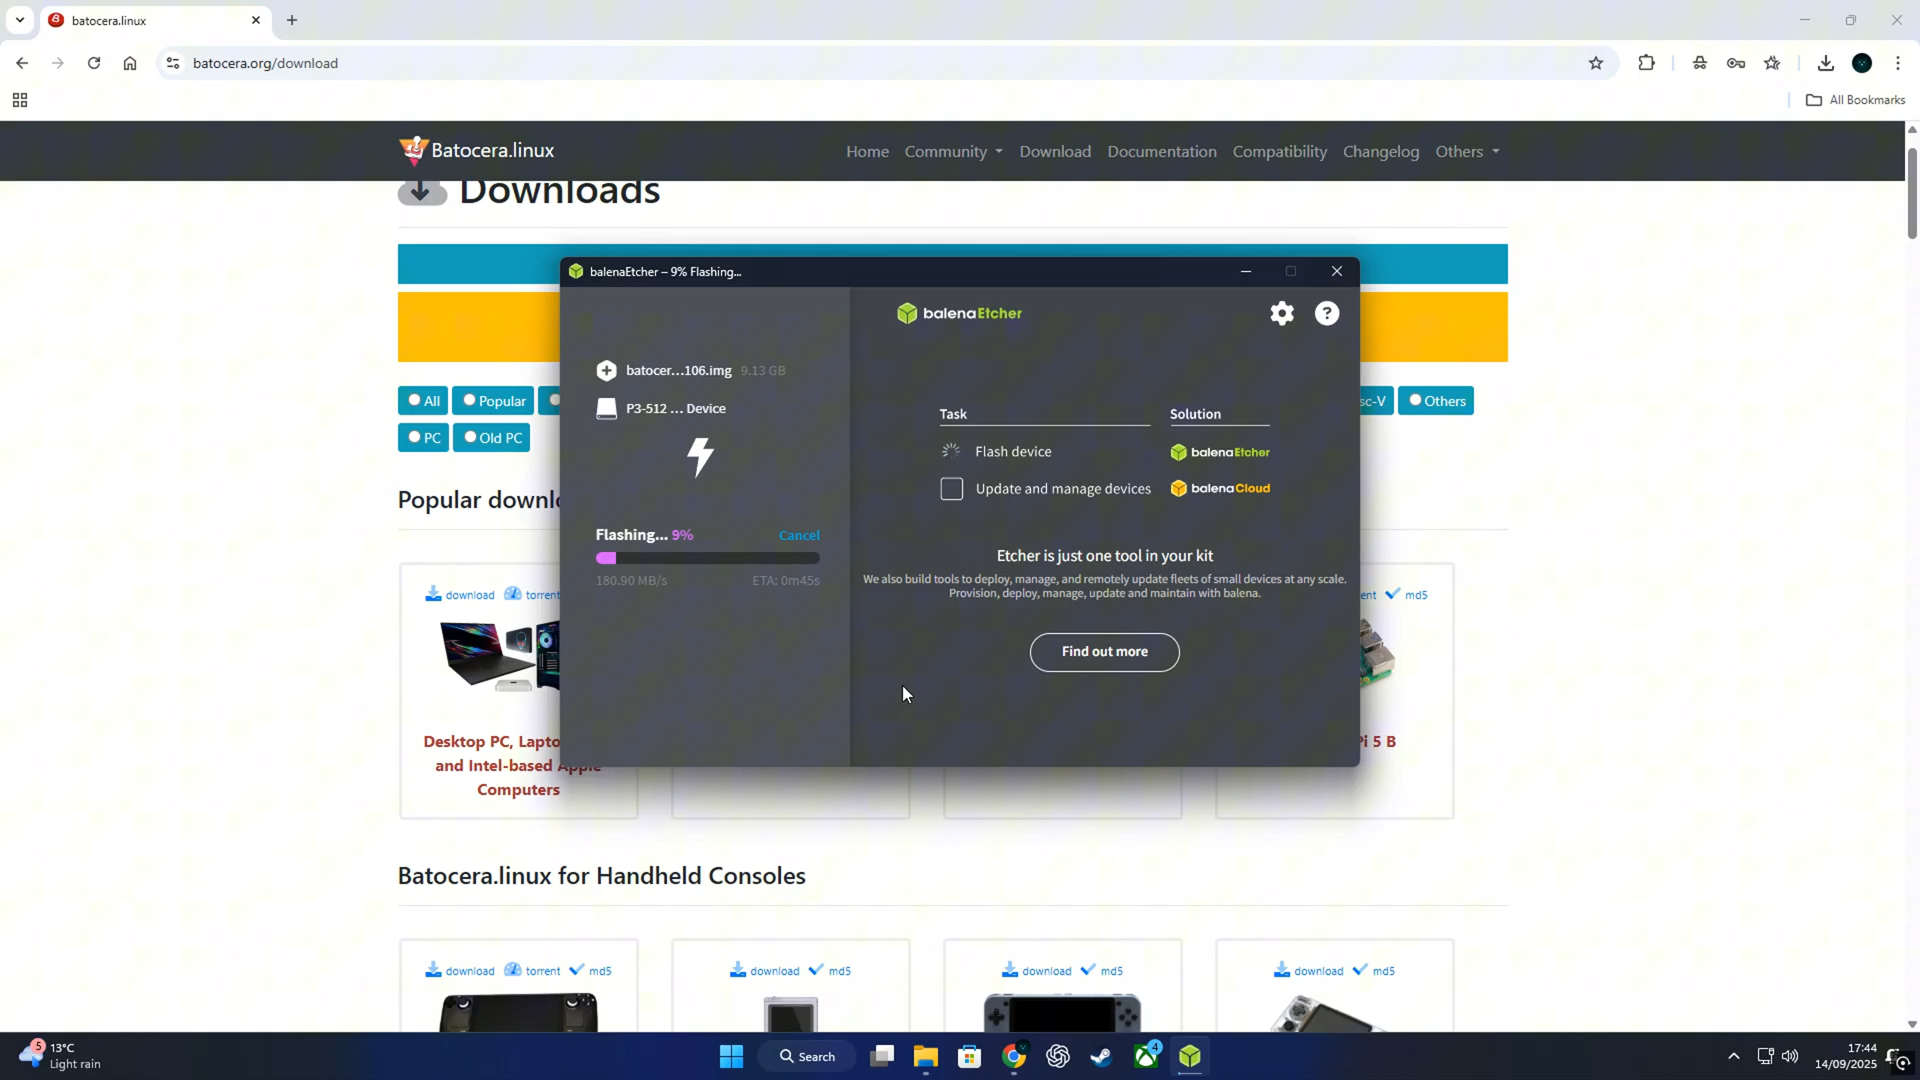 batocera.linux
batocera.org/download
All Bookmarks
Batocera.linux
Home
Community
Download
Documentation
Compatibility
Changelog
Others
Downloads
balenaEtcher – 9% Flashing...
balenaEtcher
batocer...106.img 9.13 GB
P3-512 ... Device
Task
Solution
Flash device
balenaEtcher
Update and manage devices
balenaCloud
Flashing... 9%
Cancel
180.90 MB/s
ETA: 0m45s
Etcher is just one tool in your kit
We also build tools to deploy, manage, and remotely update fleets of small devices at any scale.
Provision, deploy, manage, update and maintain with balena.
Find out more
All
Popular
sc-V
Others
PC
Old PC
Popular downlo
download
torrent
ent
md5
Desktop PC, Lapto
and Intel-based Apple
Computers
Pi 5 B
Batocera.linux for Handheld Consoles
download
torrent
md5
download
md5
download
md5
download
md5
5
13°C
Light rain
Search
4
17:44
14/09/2025